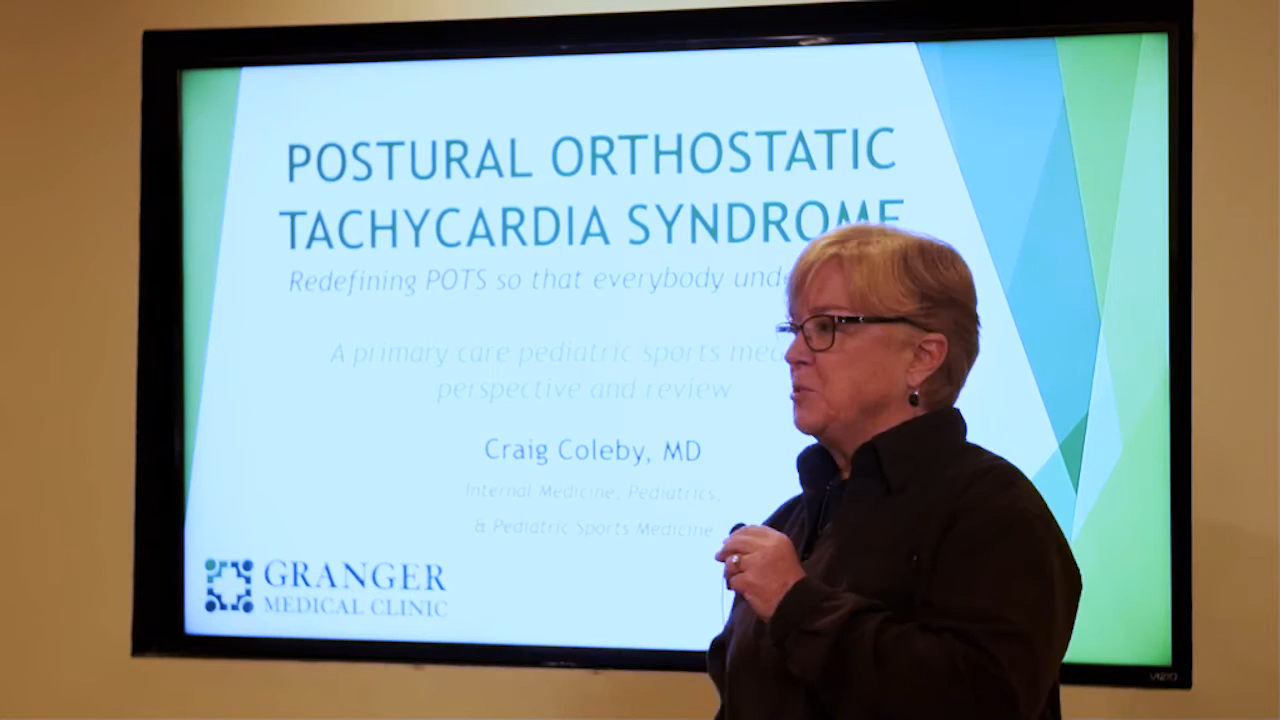 POSTURAL ORTHOSTATIC
TACHYCARDIA SYNDROME
Redefining POTS so that everybody
A primary care pediatric sports
perspective and review
Craig Coleby, MD
Internal Medicine, Pediatrics,
& Pediatric Sports Medicine
GRANGER
MEDICAL CLINIC
VIZIO